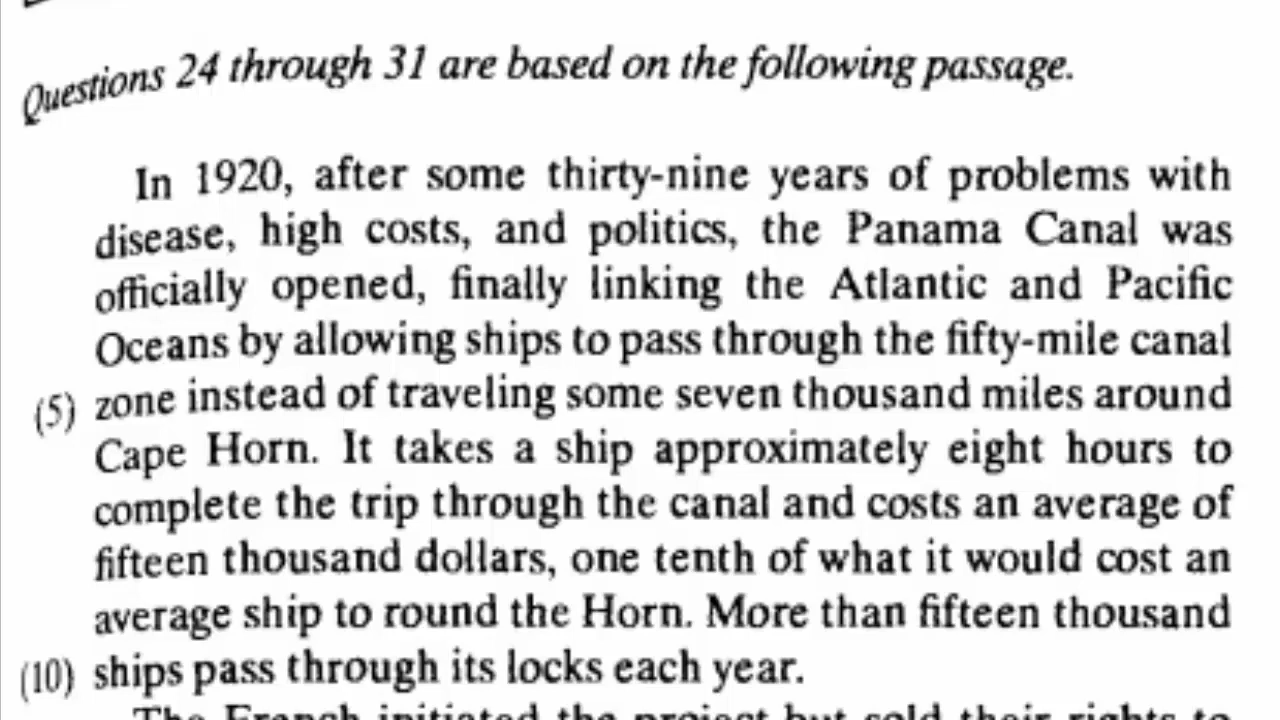 Questions 24 through 31 are based on the following passage.
In 1920, after some thirty-nine years of problems with
disease, high costs, and politics, the Panama Canal was
officially opened, finally linking the Atlantic and Pacific
Oceans by allowing ships to pass through the fifty-mile canal
(5) zone instead of traveling some seven thousand miles around
Cape Horn. It takes a ship approximately eight hours to
complete the trip through the canal and costs an average of
fifteen thousand dollars, one tenth of what it would cost an
average ship to round the Horn. More than fifteen thousand
(10) ships pass through its locks each year.
The French initiated the project but sold their rights to